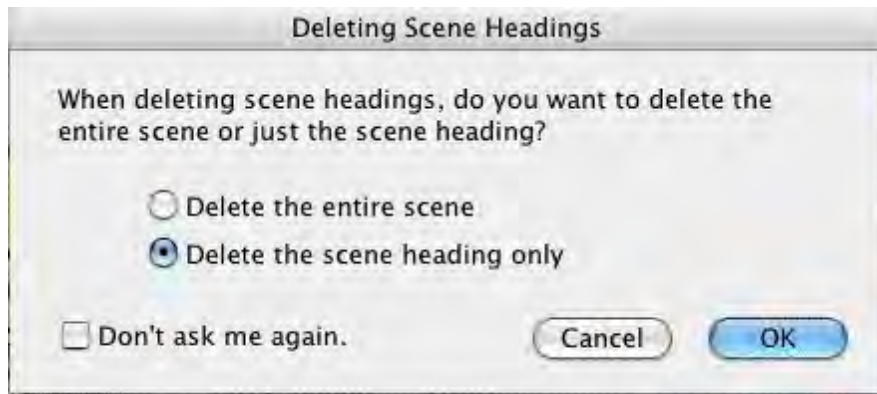 Deleting Scene Headings
When deleting scene headings, do you want to delete the
entire scene or just the scene heading?
Delete the entire scene
Delete the scene heading only
Don't ask me again.
Cancel
OK